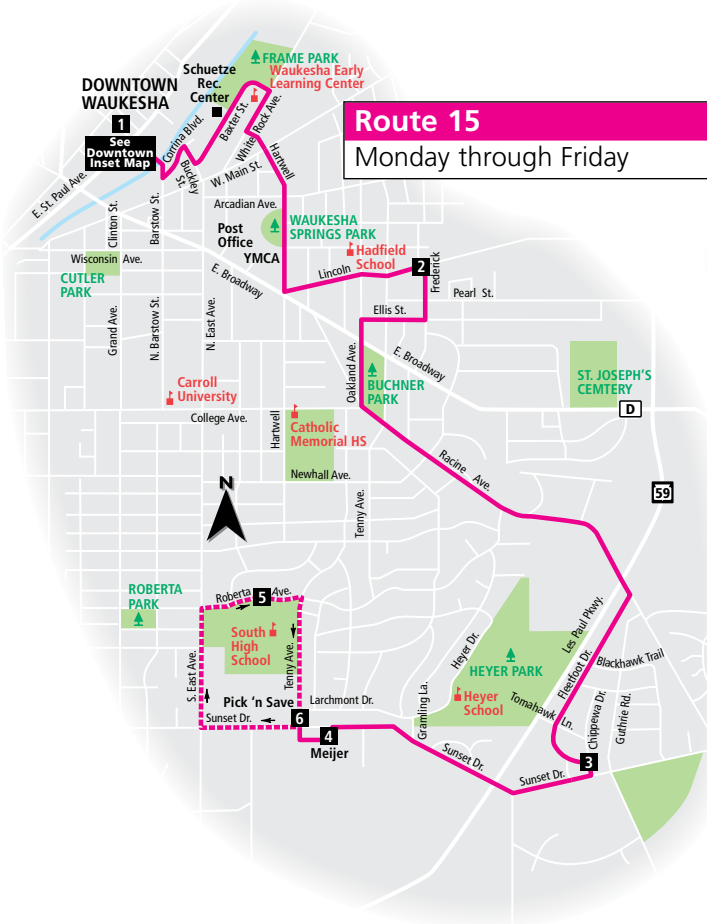 FRAME PARK
Waukesha Early
Learning Center
Schuetze
Rec.
Center
DOWNTOWN
WAUKESHA
1
See
Downtown
Inset Map
Corrina Blvd.
Baxter St.
White Rock Ave.
Hartwell
Buckley
St.
W. Main St.
E. St. Paul Ave.
Route 15
Monday through Friday
Arcadian Ave.
Clinton St.
Barstow St.
Post
Office
YMCA
WAUKESHA
SPRINGS PARK
Hadfield
School
Wisconsin Ave.
CUTLER
PARK
E. Broadway
Lincoln
2
Frederick
Pearl St.
Ellis St.
Grand Ave.
N. Barstow St.
N. East Ave.
Oakland Ave.
E. Broadway
BUCHNER
PARK
ST. JOSEPH'S
CEMTERY
D
Carroll
University
College Ave.
Hartwell
Catholic
Memorial HS
Newhall Ave.
Racine Ave.
59
N
Tenny Ave.
ROBERTA
PARK
Roberta Ave.
5
South
High
School
Tenny Ave.
S. East Ave.
Les Paul Pkwy.
Fleetfoot Dr.
Heyer Dr.
HEYER PARK
Blackhawk Trail
Heyer
School
Gramling La.
Tomahawk Ln.
Chippewa Dr.
Guthrie Rd.
Pick 'n Save
Larchmont Dr.
Sunset Dr.
6
4
Meijer
Sunset Dr.
3
Sunset Dr.